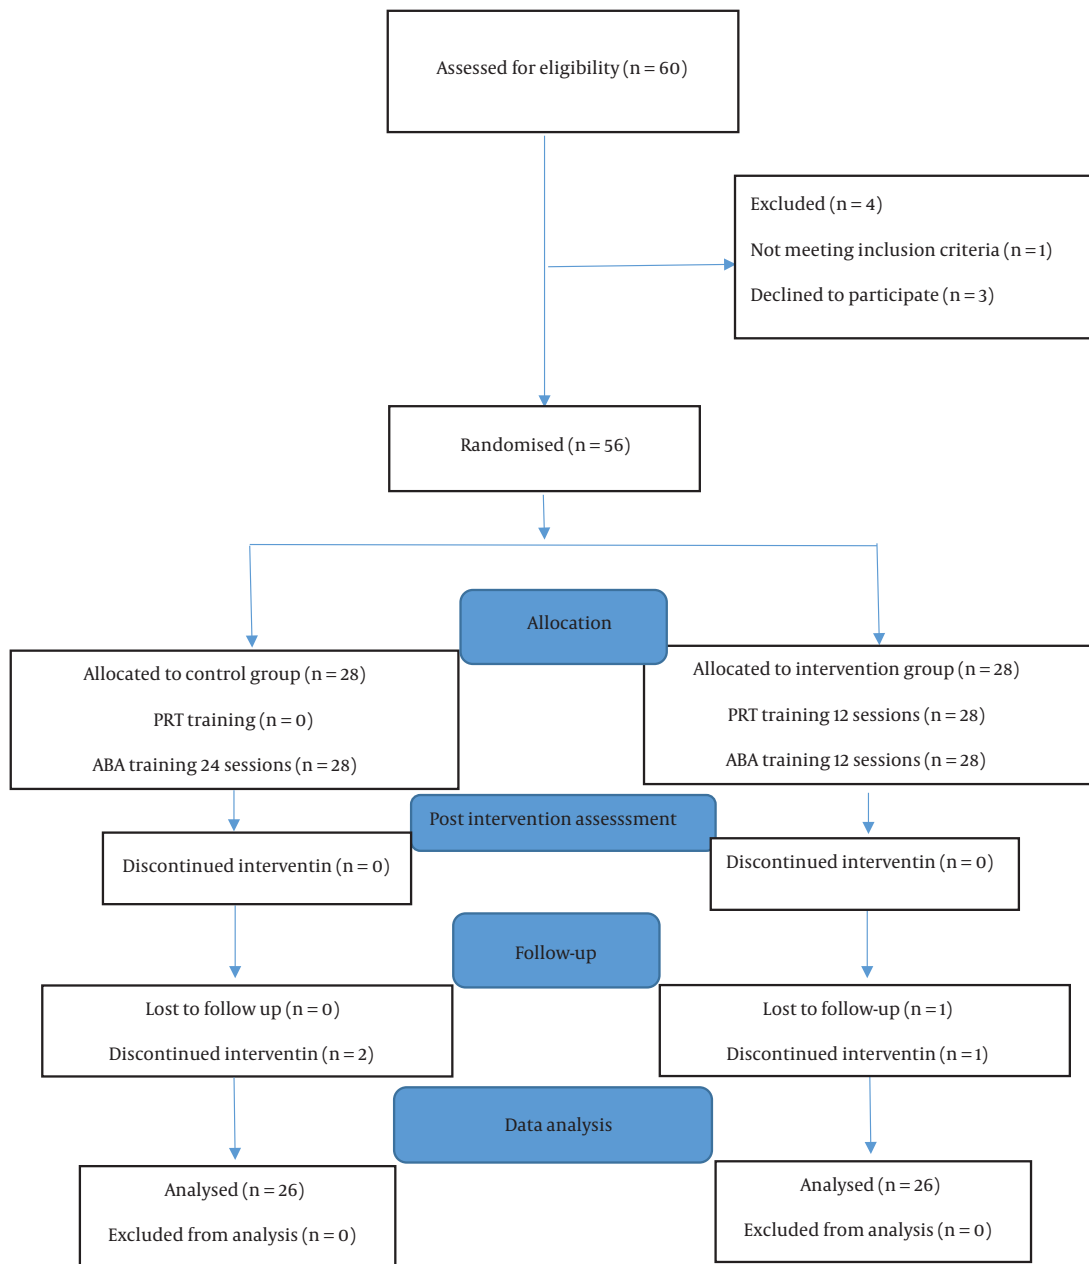 Assessed for eligibility (n = 60)
Excluded (n = 4)
Not meeting inclusion criteria (n = 1)
Declined to participate (n = 3)
Randomised (n = 56)
Allocation
Allocated to control group (n = 28)
PRT training (n = 0)
ABA training 24 sessions (n = 28)
Allocated to intervention group (n = 28)
PRT training 12 sessions (n = 28)
ABA training 12 sessions (n = 28)
Post intervention assesssment
Discontinued interventin (n = 0)
Discontinued interventin (n = 0)
Follow-up
Lost to follow up (n = 0)
Discontinued interventin (n = 2)
Lost to follow-up (n = 1)
Discontinued interventin (n = 1)
Data analysis
Analysed (n = 26)
Excluded from analysis (n = 0)
Analysed (n = 26)
Excluded from analysis (n = 0)